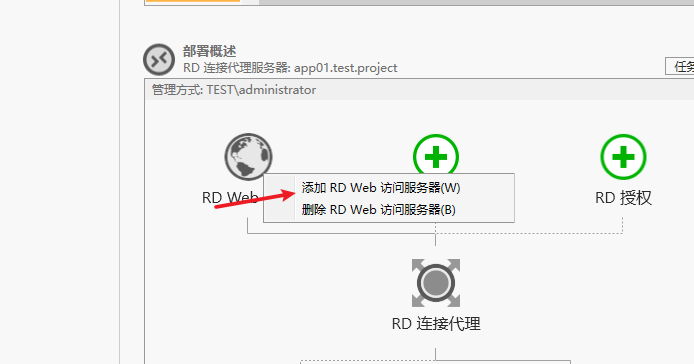 部署概述
RD 连接代理服务器: app01.test.project
任务
管理方式: TEST\administrator
RD Web
添加 RD Web 访问服务器(W)
删除 RD Web 访问服务器(B)
RD 授权
RD 连接代理